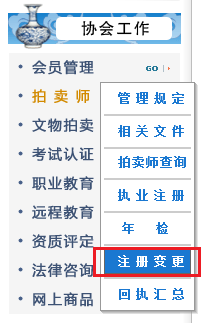 协会工作
会员管理 GO
拍 卖 师
文物拍卖
考试认证
职业教育
远程教育
资质评定
法律咨询
网上商品
管 理 规 定
相 关 文 件
拍卖师查询
执 业 注 册
年 检
注 册 变 更
回 执 汇 总